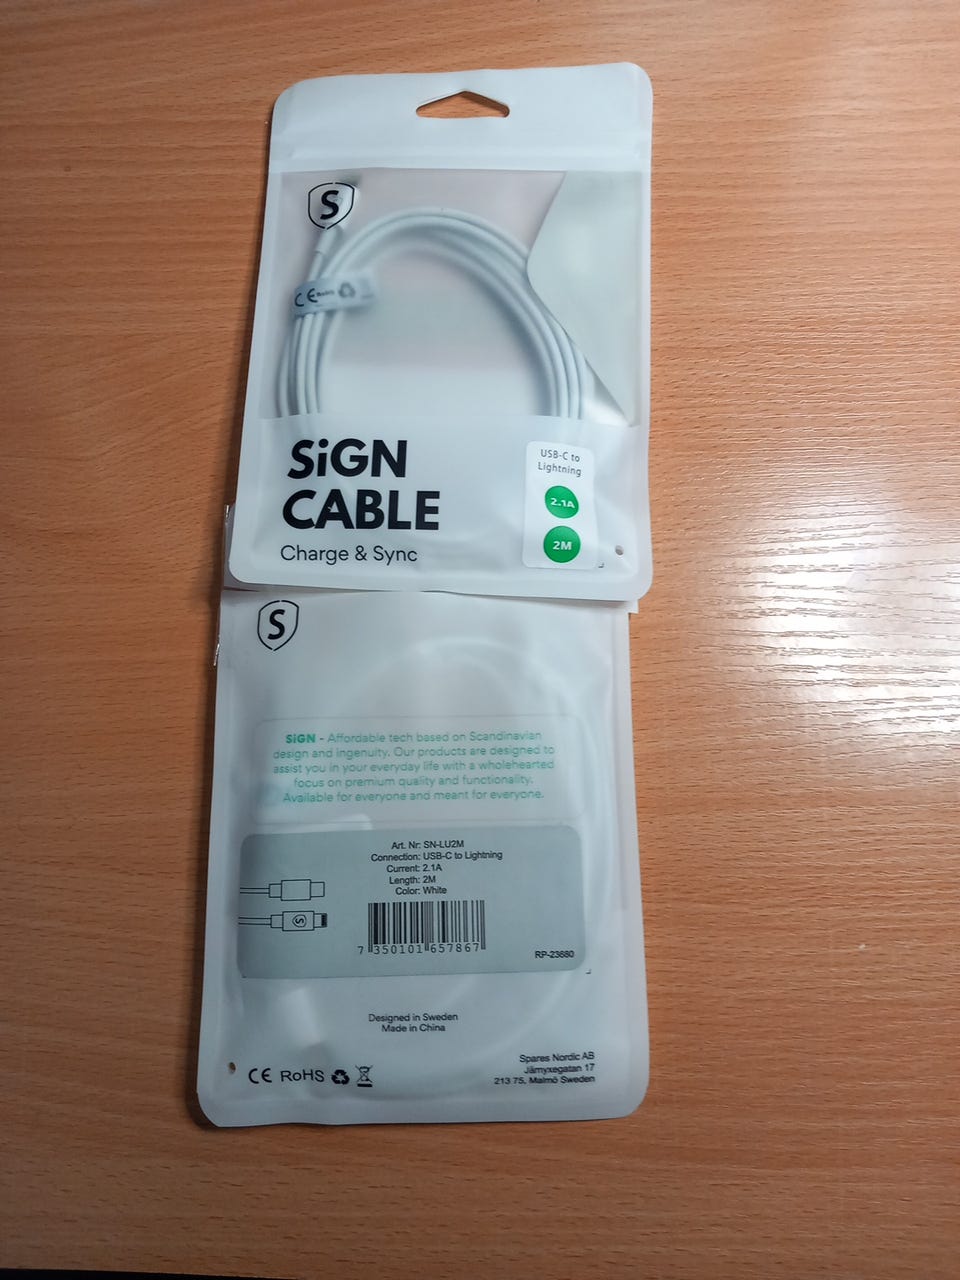 S
CE RoHS
SiGN
CABLE
Charge & Sync
USB-C to
Lightning
2.1A
2M
S
SiGN - Affordable tech based on Scandinavian
design and ingenuity. Our products are designed to
assist you in your everyday life with a wholehearted
focus on premium quality and functionality.
Available for everyone and meant for everyone.
Art. Nr: SN-LU2M
Connection: USB-C to Lightning
Current: 2.1A
Length: 2M
Color: White
S
7 350101 657867
RP-23680
Designed in Sweden
Made in China
CE RoHS
Spares Nordic AB
Järnyxegatan 17
213 75, Malmö Sweden